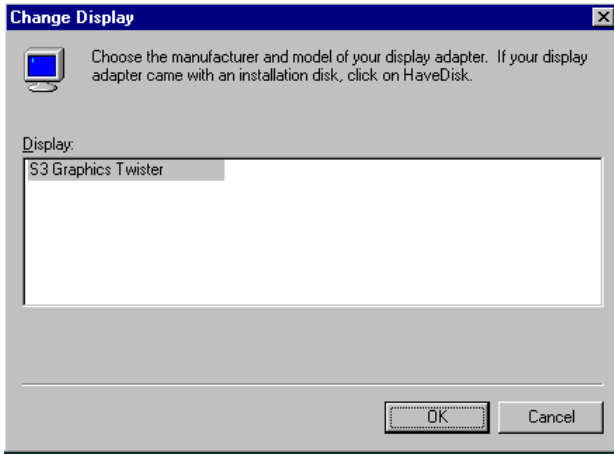 Change Display
Choose the manufacturer and model of your display adapter. If your display
adapter came with an installation disk, click on HaveDisk.
Display:
S3 Graphics Twister
OK
Cancel